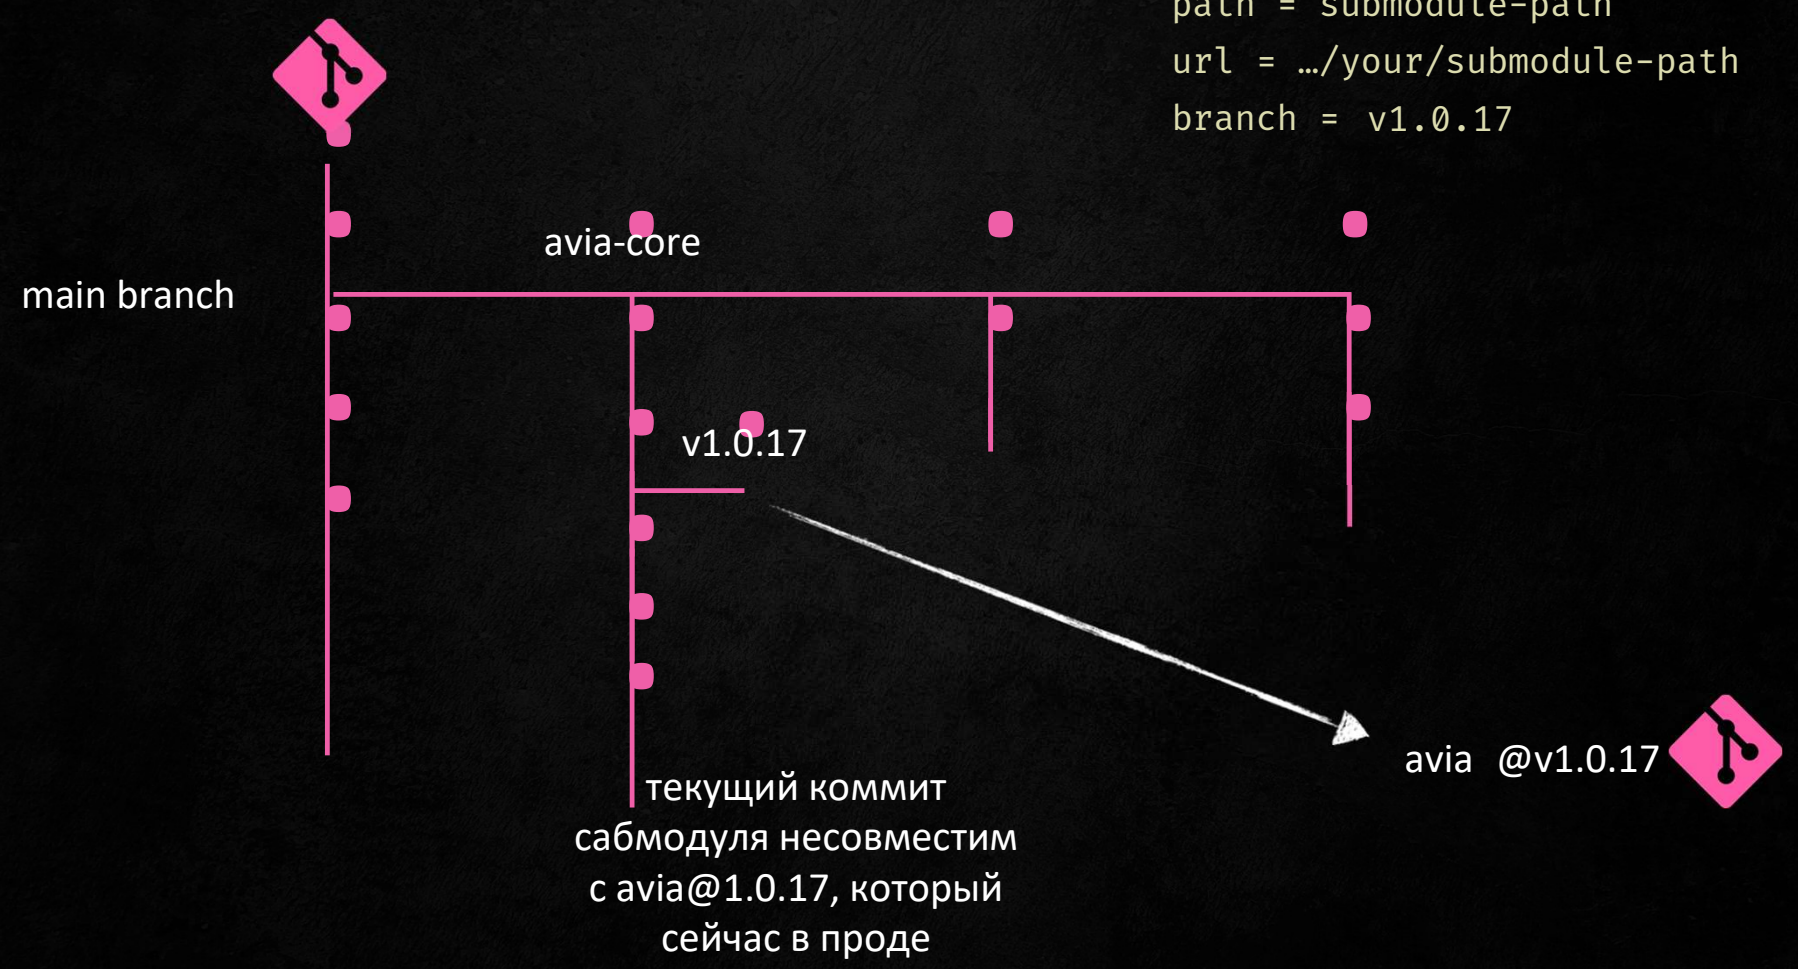 path = submodule-path
url = …/your/submodule-path
branch = v1.0.17
avia-core
main branch
v1.0.17
avia @v1.0.17
текущий коммит
сабмодуля несовместим
с avia@1.0.17, который
сейчас в проде